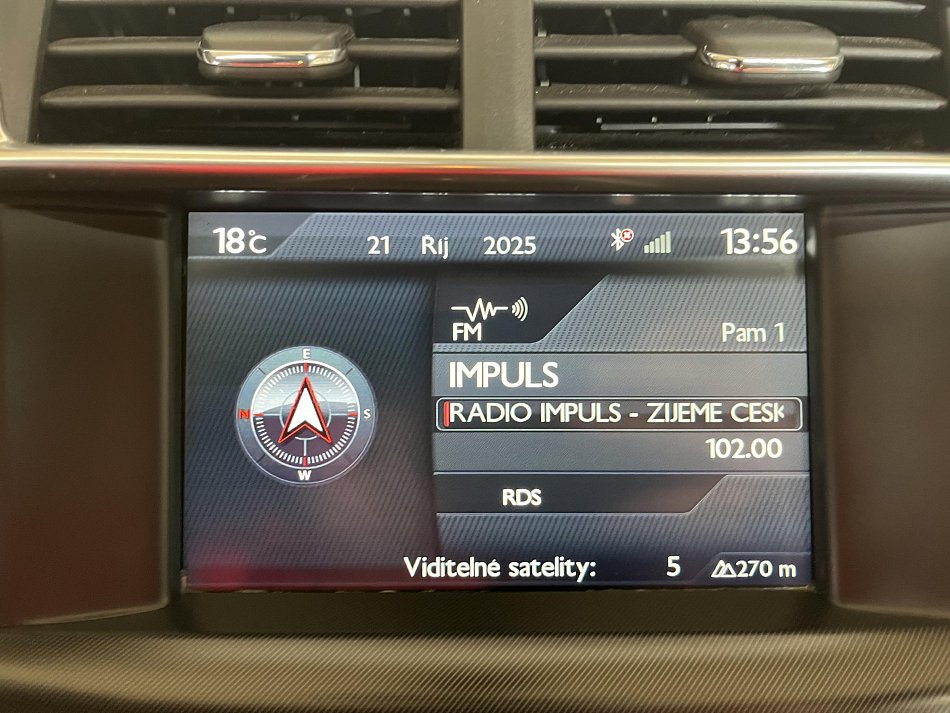 18°C 21 Říj 2025 13:56
FM
Pam 1
IMPULS
RADIO IMPULS - ZIJEME CESK
102.00
RDS
E
N S
W
Viditelné satelity: 5 270 m